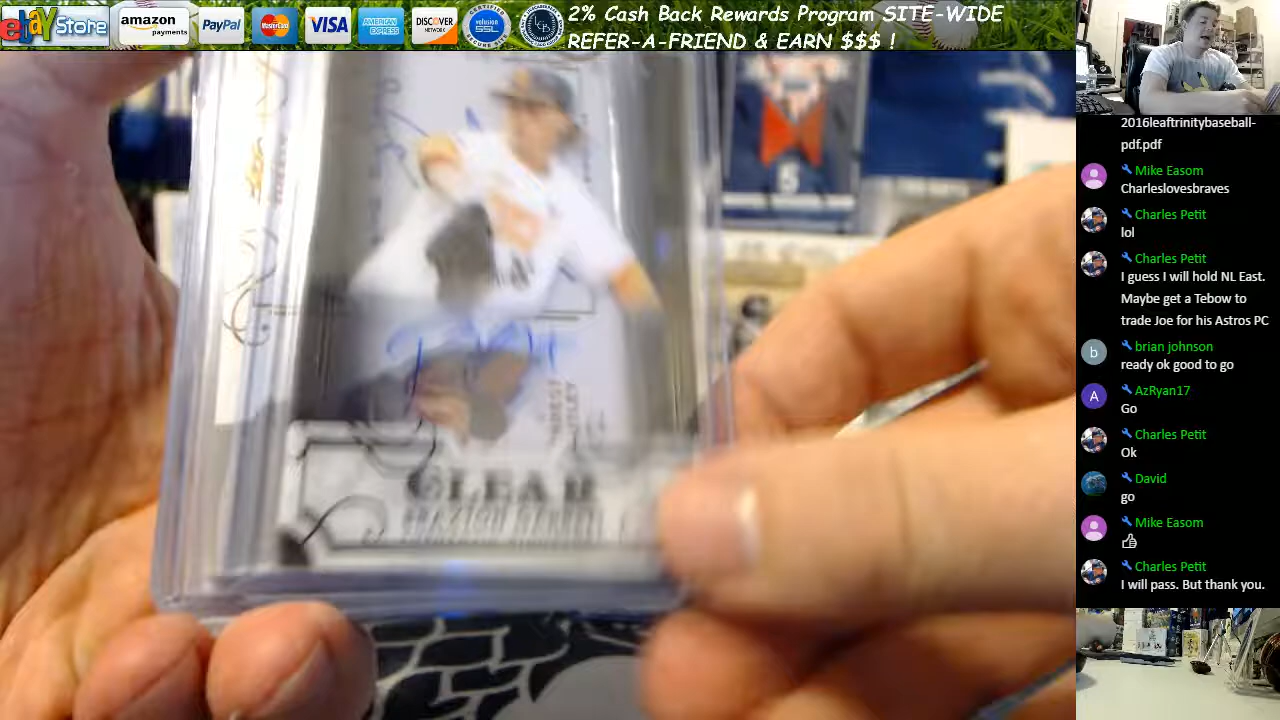 ebay Store
amazon payments
PayPal
MasterCard
VISA
AMERICAN EXPRESS
DISCOVER NETWORK
SSL
2% Cash Back Rewards Program SITE-WIDE
REFER-A-FRIEND & EARN $$$ !
5
CLEAR
2016leaftrinitybaseball-
pdf.pdf
Mike Easom
Charleslovesbraves
Charles Petit
lol
Charles Petit
I guess I will hold NL East.
Maybe get a Tebow to
trade Joe for his Astros PC
b brian johnson
ready ok good to go
A AzRyan17
Go
Charles Petit
Ok
David
go
Mike Easom
Charles Petit
I will pass. But thank you.